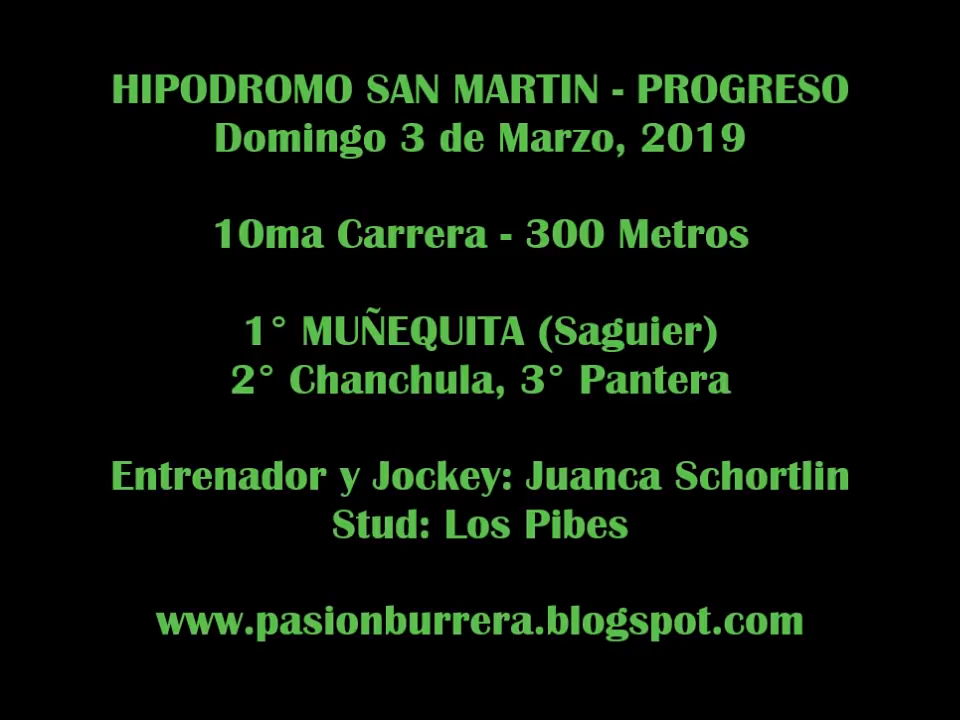 HIPODROMO SAN MARTIN - PROGRESO
Domingo 3 de Marzo, 2019
10ma Carrera - 300 Metros
1° MUÑEQUITA (Saguier)
2° Chanchula, 3° Pantera
Entrenador y Jockey: Juanca Schortlin
Stud: Los Pibes
www.pasionburrera.blogspot.com